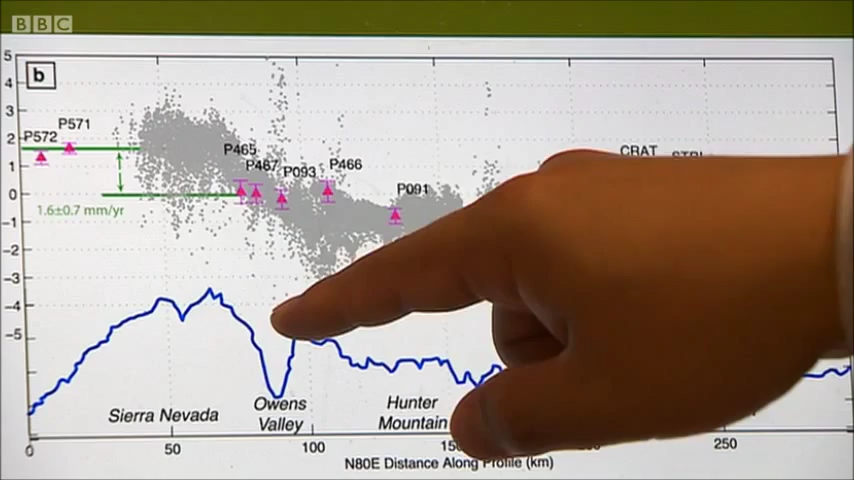 BBC
b
5
4
3
2
1
0
-1
-2
-3
-4
-5
P572
P571
P465
P467
P093
P466
P091
CRAT
1.6±0.7 mm/yr
Sierra Nevada
Owens
Valley
Hunter
Mountain
0
50
100
250
N80E Distance Along Profile (km)